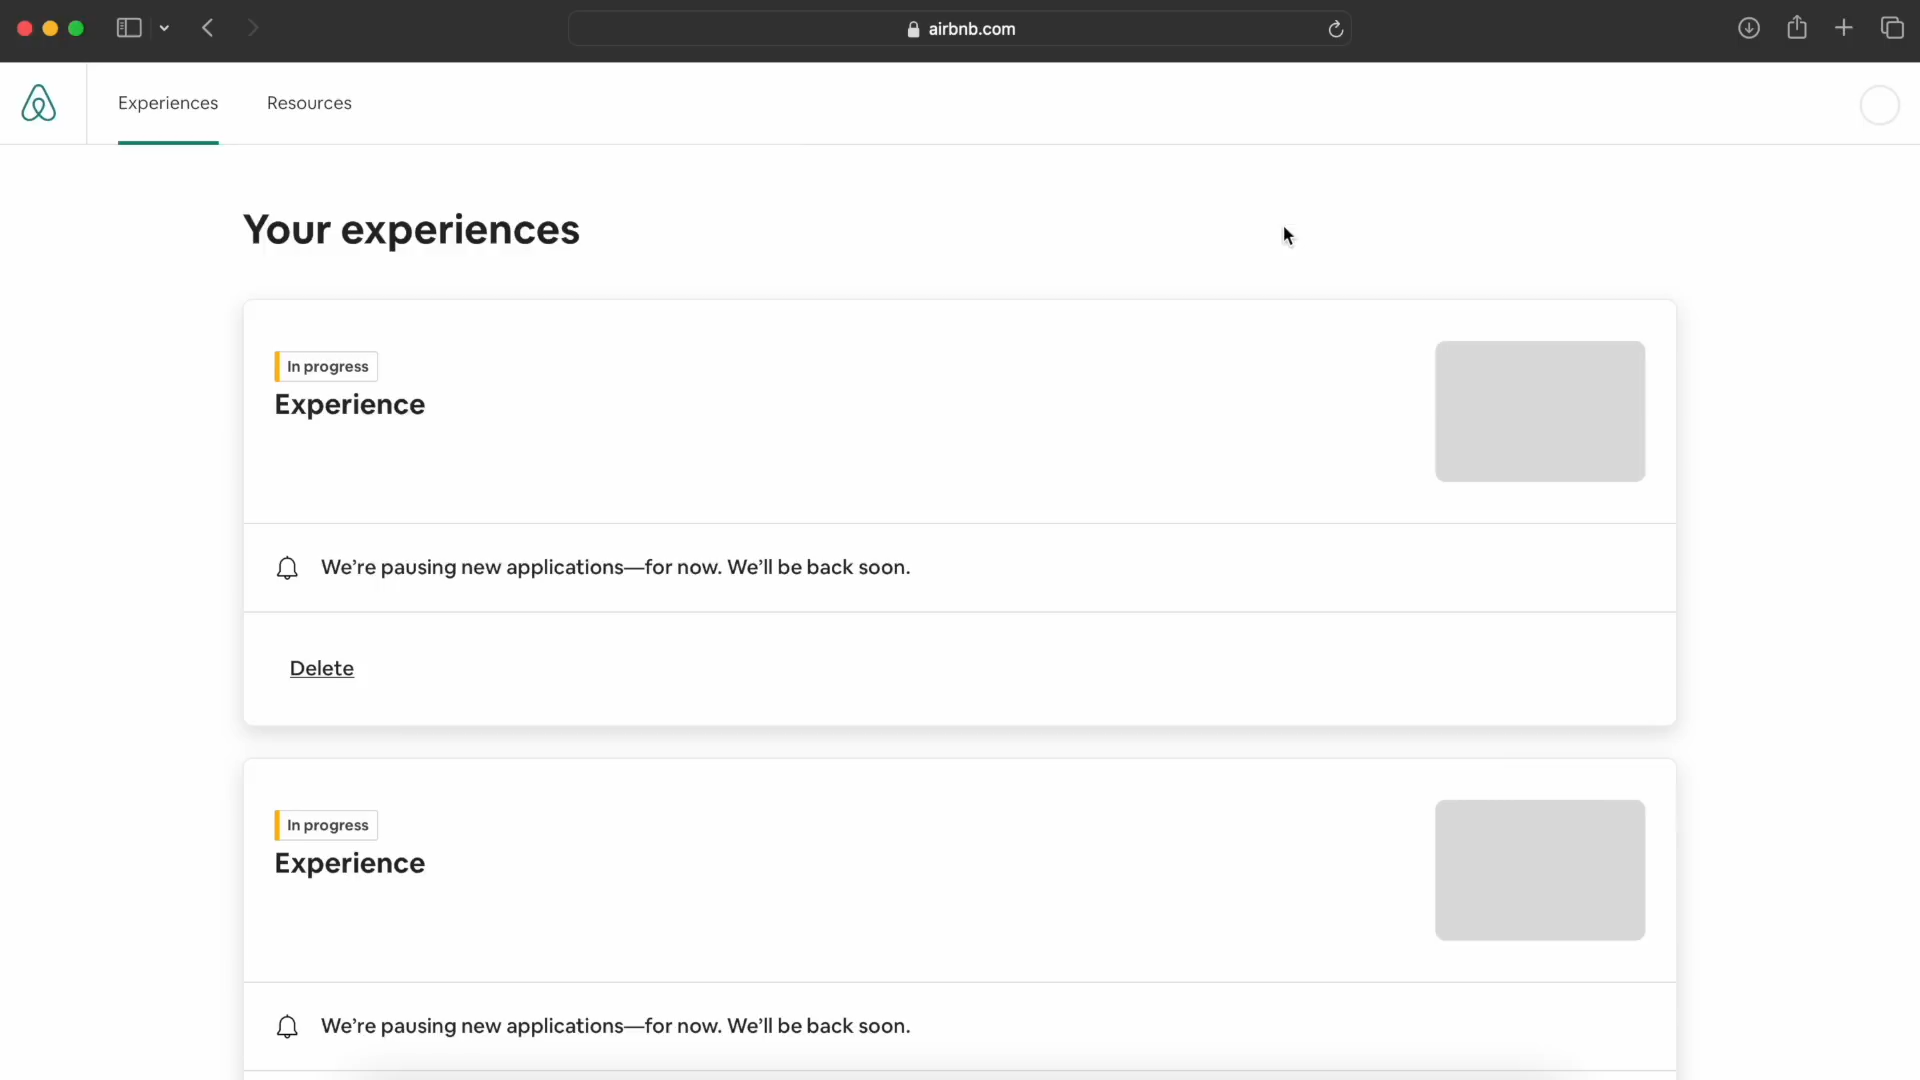 airbnb.com
Experiences
Resources
Your experiences
In progress
Experience
We’re pausing new applications—for now. We’ll be back soon.
Delete
In progress
Experience
We’re pausing new applications—for now. We’ll be back soon.